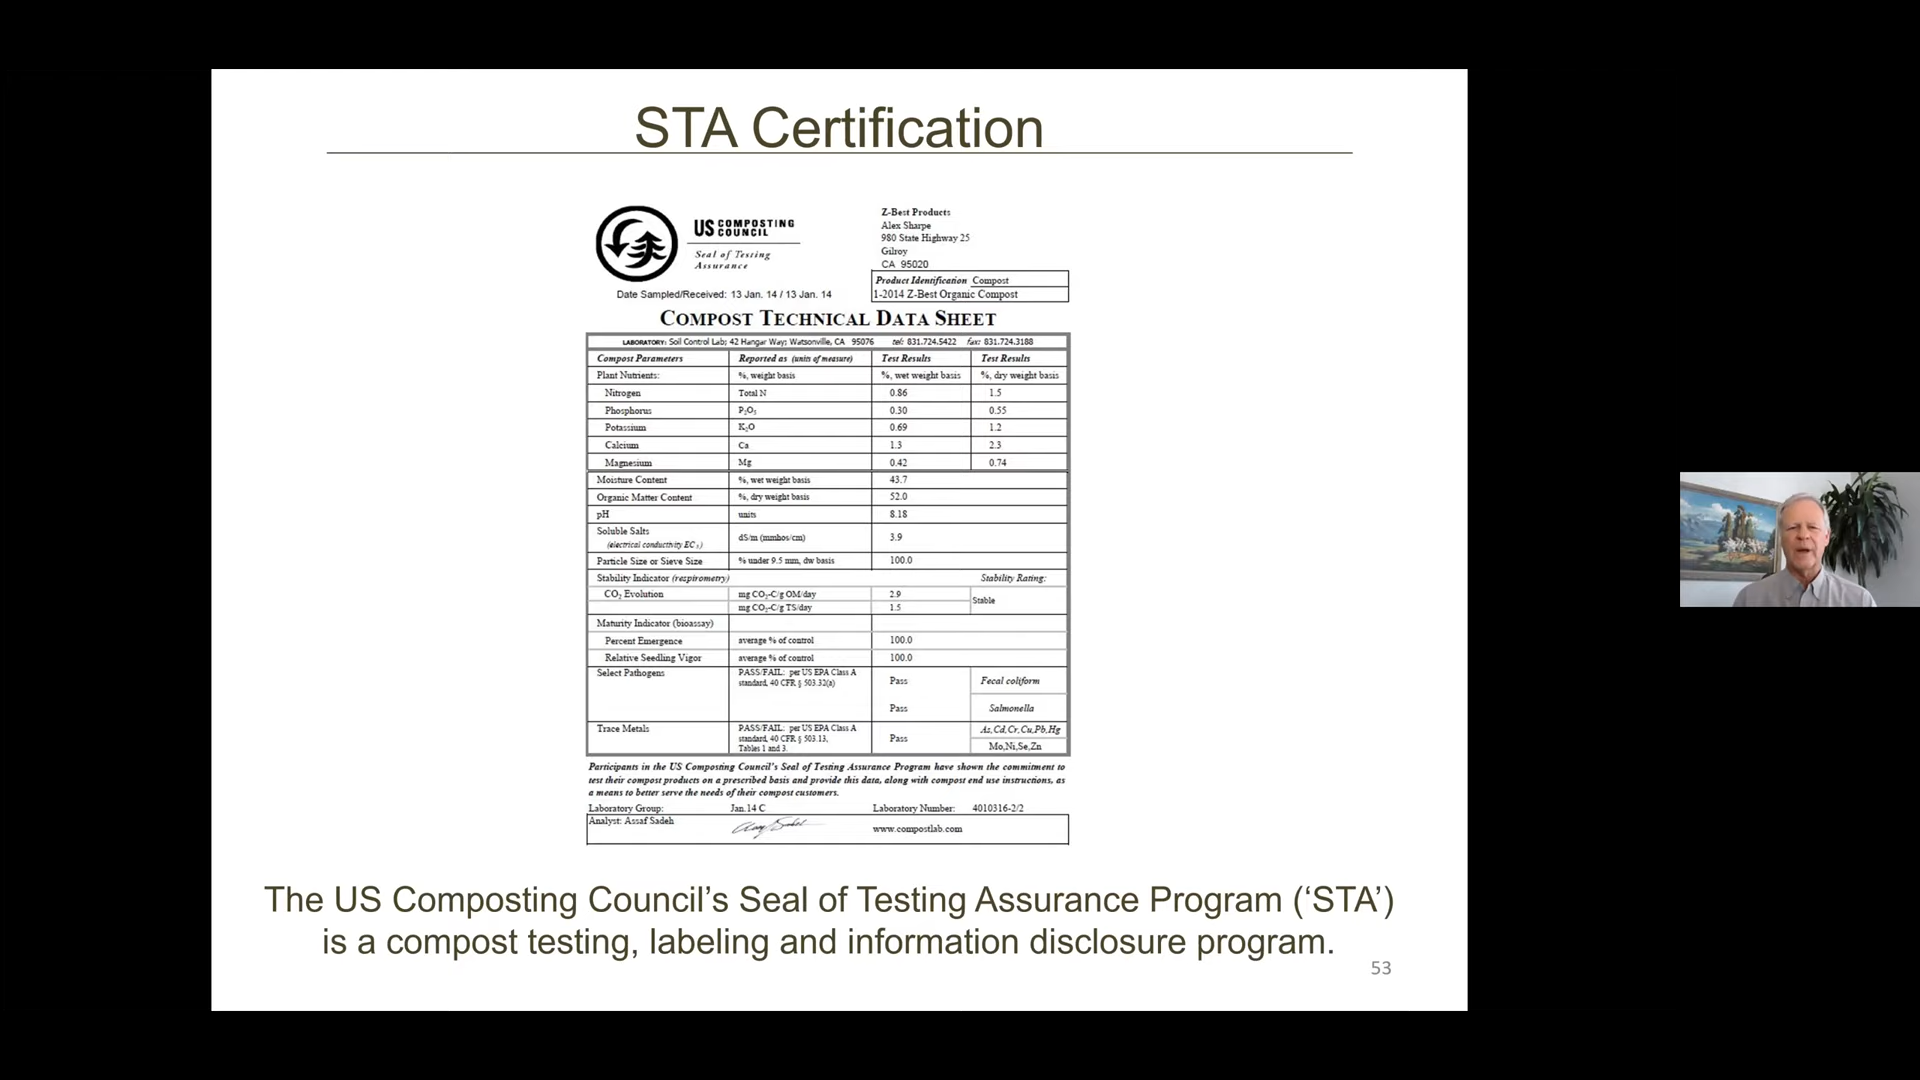 STA Certification
US COMPOSTING
COUNCIL
Seal of Testing
Assurance
Z-Best Products
Alex Sharpe
980 State Highway 25
Gilroy
CA 95020
Product Identification Compost
Date Sampled/Received: 13 Jan. 14 / 13 Jan. 14
1-2014 Z-Best Organic Compost
COMPOST TECHNICAL DATA SHEET
LABORATORY: Soil Control Lab; 42 Hangar Way; Watsonville, CA 95076 tel: 831.724.5422 fax: 831.724.3188
Compost Parameters Reported as (units of measure) Test Results Test Results
Plant Nutrients: %, weight basis %, wet weight basis %, dry weight basis
Nitrogen Total N 0.86 1.5
Phosphorus P₂O₅ 0.30 0.55
Potassium K₂O 0.69 1.2
Calcium Ca 1.3 2.3
Magnesium Mg 0.42 0.74
Moisture Content %, wet weight basis 43.7
Organic Matter Content %, dry weight basis 52.0
pH units 8.18
Soluble Salts
(electrical conductivity EC₅) dS/m (mmhos/cm) 3.9
Particle Size or Sieve Size % under 9.5 mm, dw basis 100.0
Stability Indicator (respirometry) Stability Rating:
CO₂ Evolution mg CO₂-C/g OM/day 2.9
mg CO₂-C/g TS/day 1.5
Stable
Maturity Indicator (bioassay)
Percent Emergence average % of control 100.0
Relative Seedling Vigor average % of control 100.0
Select Pathogens PASS/FAIL: per US EPA Class A
standard, 40 CFR § 503.32(a)
Pass Fecal coliform
Pass Salmonella
Trace Metals PASS/FAIL: per US EPA Class A
standard, 40 CFR § 503.13,
Tables 1 and 3.
Pass As,Cd,Cr,Cu,Pb,Hg
Mo,Ni,Se,Zn
Participants in the US Composting Council's Seal of Testing Assurance Program have shown the commitment to
test their compost products on a prescribed basis and provide this data, along with compost end use instructions, as
a means to better serve the needs of their compost customers.
Laboratory Group: Jan.14 C Laboratory Number: 4010316-2/2
Analyst: Assaf Sadeh www.compostlab.com
The US Composting Council’s Seal of Testing Assurance Program (‘STA’)
is a compost testing, labeling and information disclosure program.
53